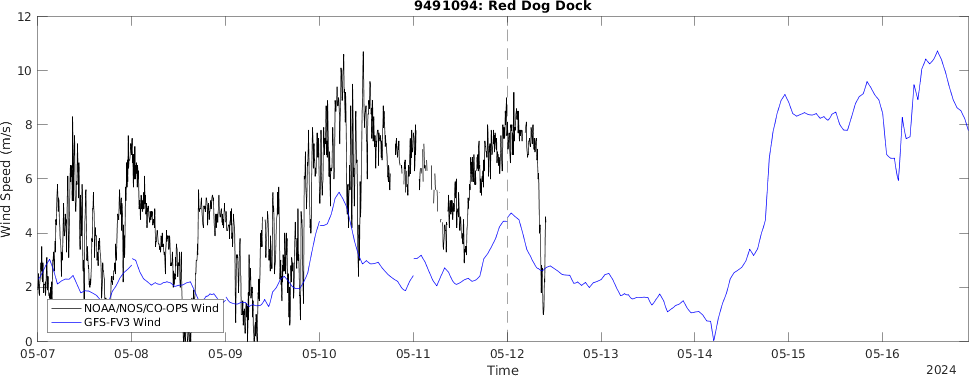 9491094: Red Dog Dock
Wind Speed (m/s)
12
10
8
6
4
2
0
NOAA/NOS/CO-OPS Wind
GFS-FV3 Wind
05-07 05-08 05-09 05-10 05-11 05-12 05-13 05-14 05-15 05-16
Time
2024